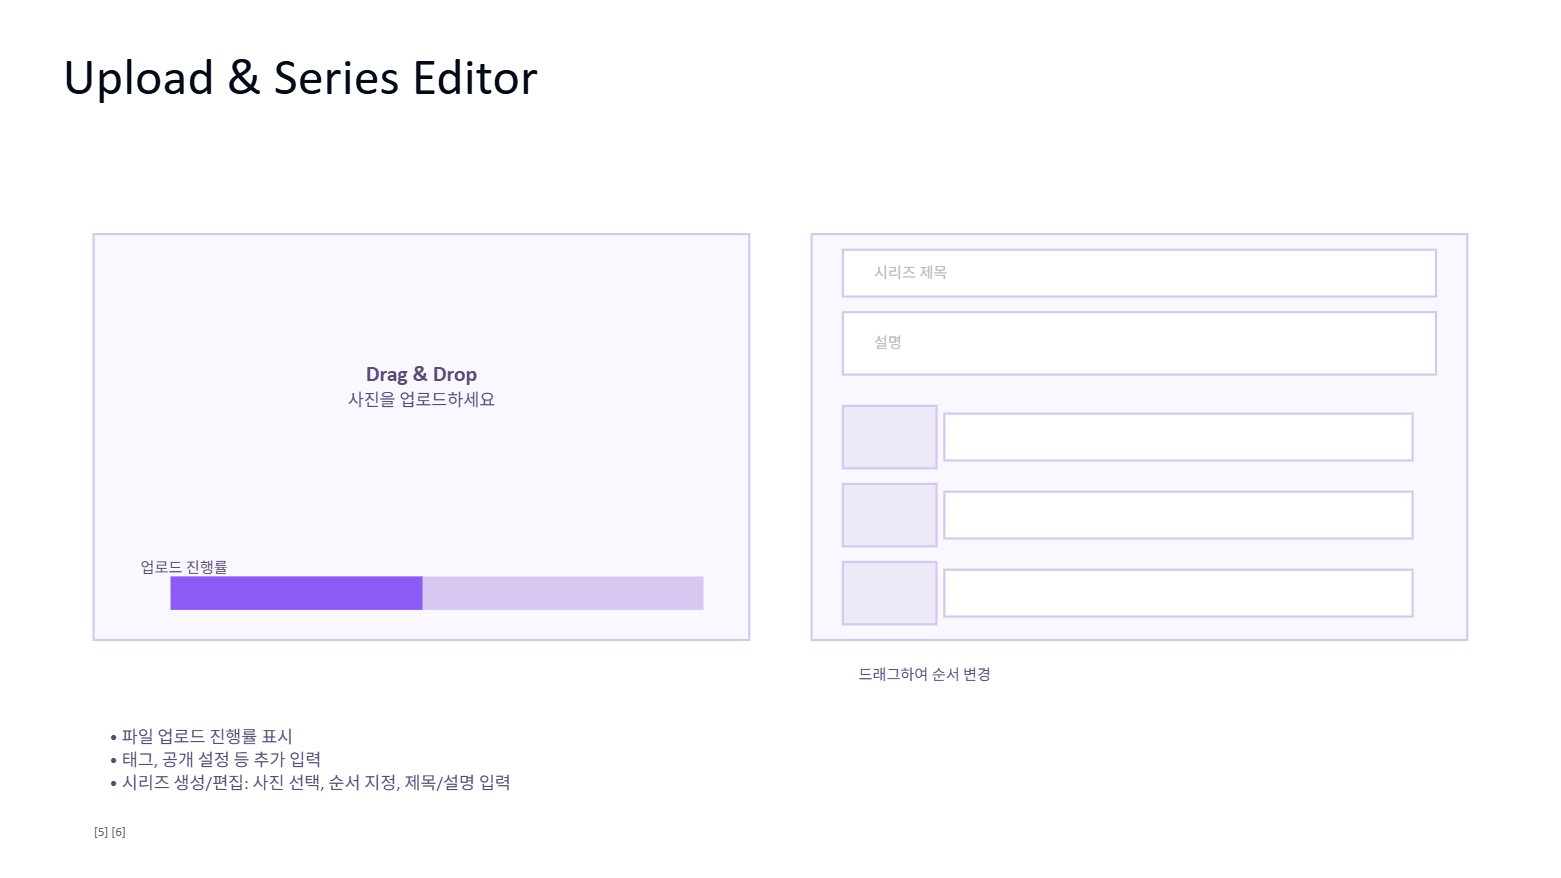 Upload & Series Editor
Drag & Drop
사진을 업로드하세요
업로드 진행률
시리즈 제목
설명
드래그하여 순서 변경
• 파일 업로드 진행률 표시
• 태그, 공개 설정 등 추가 입력
• 시리즈 생성/편집: 사진 선택, 순서 지정, 제목/설명 입력
[5] [6]